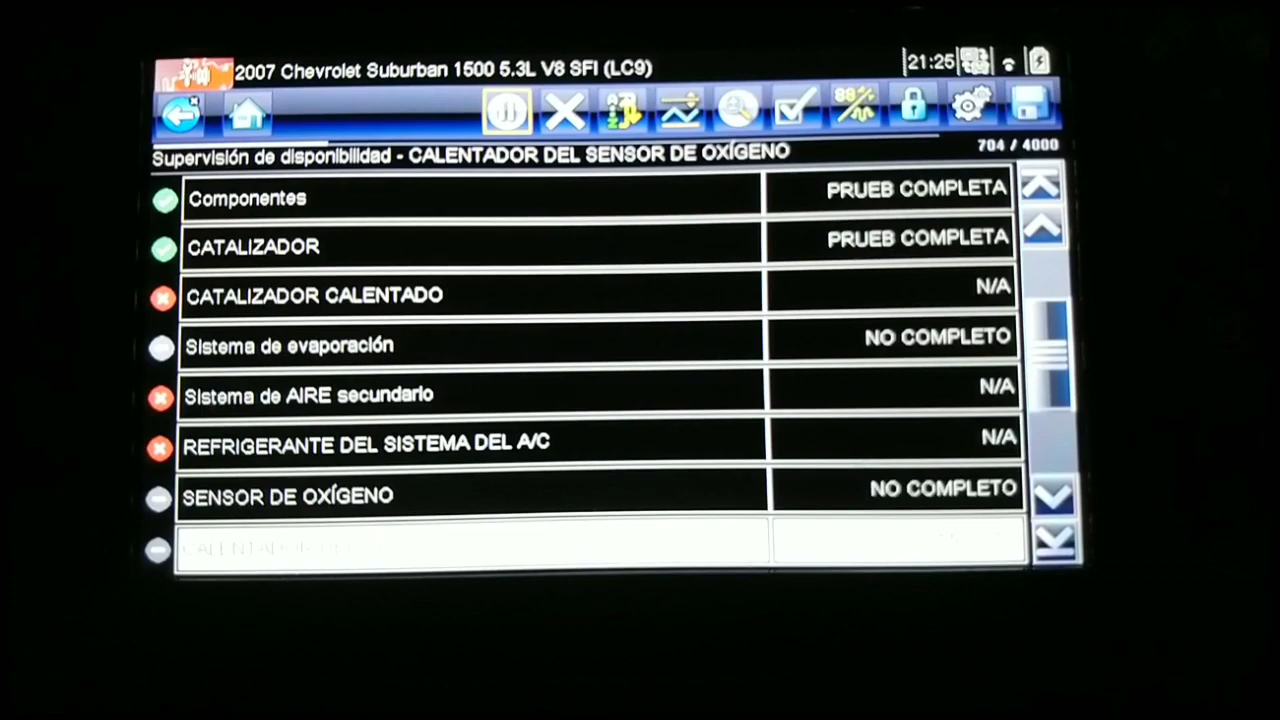 2007 Chevrolet Suburban 1500 5.3L V8 SFI (LC9)
21:25
Supervisión de disponibilidad - CALENTADOR DEL SENSOR DE OXÍGENO
704 / 4000
Componentes PRUEB COMPLETA
CATALIZADOR PRUEB COMPLETA
CATALIZADOR CALENTADO N/A
Sistema de evaporación NO COMPLETO
Sistema de AIRE secundario N/A
REFRIGERANTE DEL SISTEMA DEL A/C N/A
SENSOR DE OXÍGENO NO COMPLETO